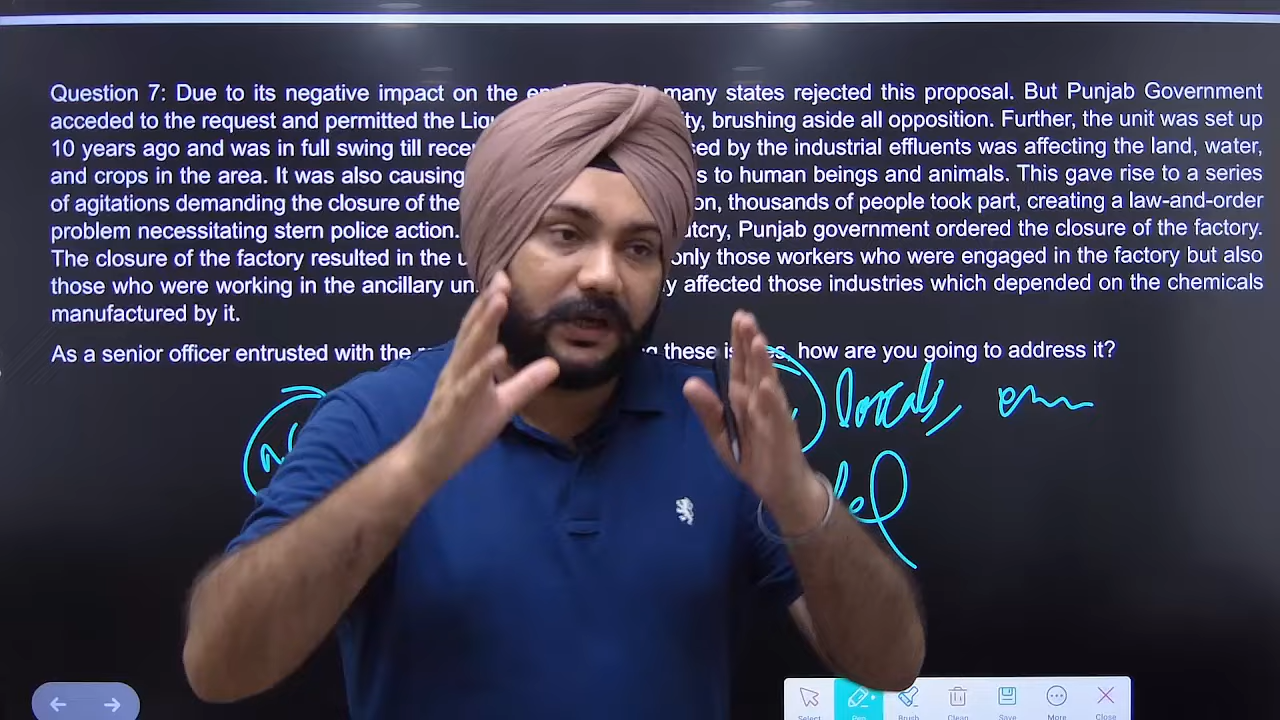 Question 7: Due to its negative impact on the many states rejected this proposal. But Punjab Government
acceded to the request and permitted the brushing aside all opposition. Further, the unit was set up
10 years ago and was in full swing till by the industrial effluents was affecting the land, water,
and crops in the area. It was also causing to human beings and animals. This gave rise to a series
of agitations demanding the closure of the thousands of people took part, creating a law-and-order
problem necessitating stern police action. Punjab government ordered the closure of the factory.
The closure of the factory resulted in the only those workers who were engaged in the factory but also
those who were working in the ancillary affected those industries which depended on the chemicals
manufactured by it.
As a senior officer entrusted with the these how are you going to address it?
locals,
Select
Pen
Brush
Clean
Save
More
Close